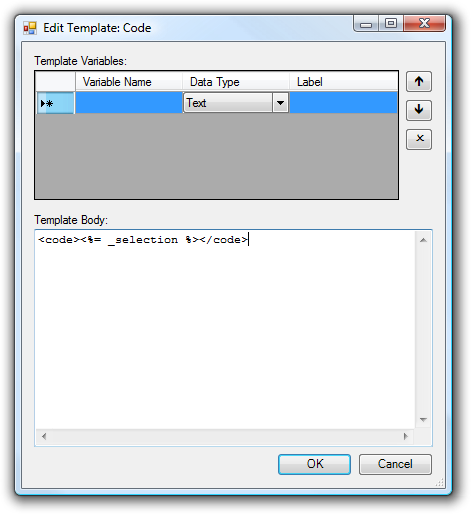 Edit Template: Code
Template Variables:
Variable Name Data Type Label
Text
Template Body:
<code><%= _selection %></code>
OK Cancel